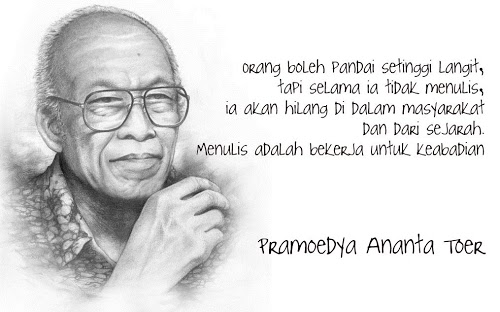 orang boleh pandai setinggi langit,
tapi selama ia tidak menulis,
ia akan hilang di dalam masyarakat
dan dari sejarah.
Menulis adalah bekerja untuk keabadian
Pramoedya Ananta Toer